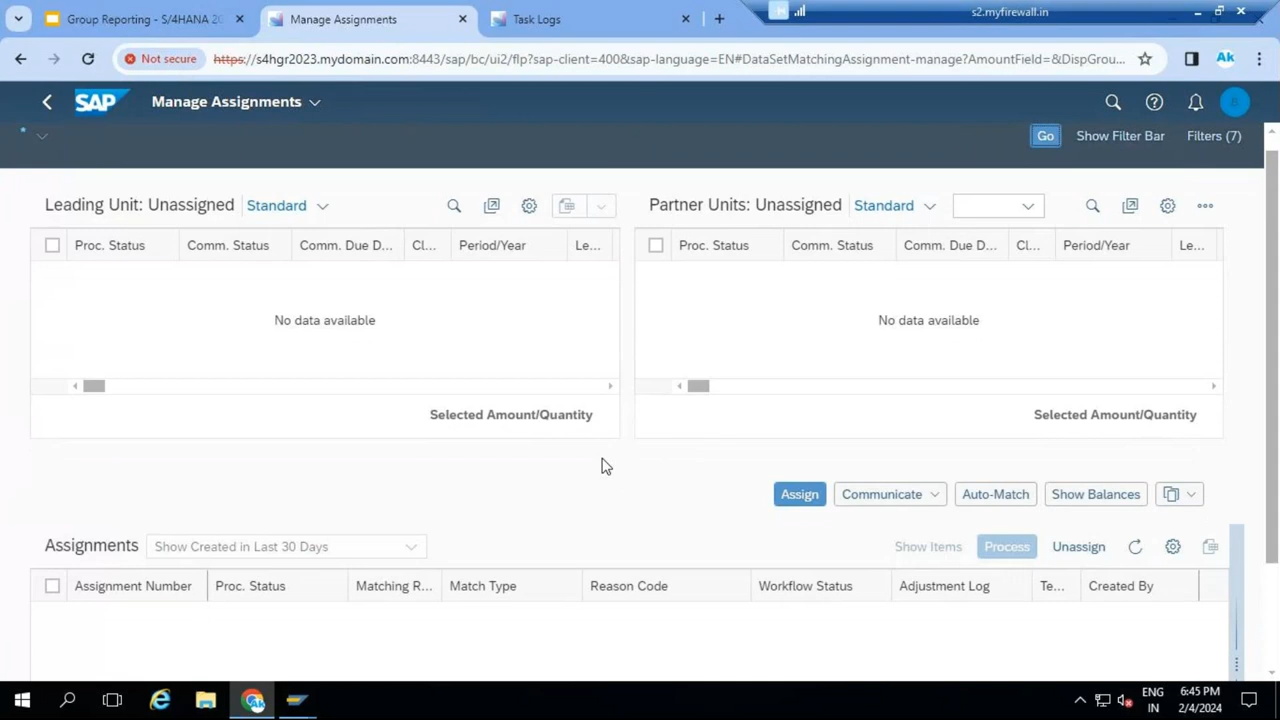 Group Reporting - S/4HANA 20
Manage Assignments
Task Logs
s2.myfirewall.in
Not secure
https://s4hgr2023.mydomain.com:8443/sap/bc/ui2/flp?sap-client=400&sap-language=EN#DataSetMatchingAssignment-manage?AmountField=&DispGrou...
Ak
SAP
Manage Assignments
*
Go
Show Filter Bar
Filters (7)
Leading Unit: Unassigned
Standard
Partner Units: Unassigned
Standard
Proc. Status
Comm. Status
Comm. Due D...
Cl...
Period/Year
Le...
Proc. Status
Comm. Status
Comm. Due D...
Cl...
Period/Year
Le...
No data available
No data available
Selected Amount/Quantity
Selected Amount/Quantity
Assign
Communicate
Auto-Match
Show Balances
Assignments
Show Created in Last 30 Days
Show Items
Process
Unassign
Assignment Number
Proc. Status
Matching R...
Match Type
Reason Code
Workflow Status
Adjustment Log
Te...
Created By
ENG
IN
6:45 PM
2/4/2024